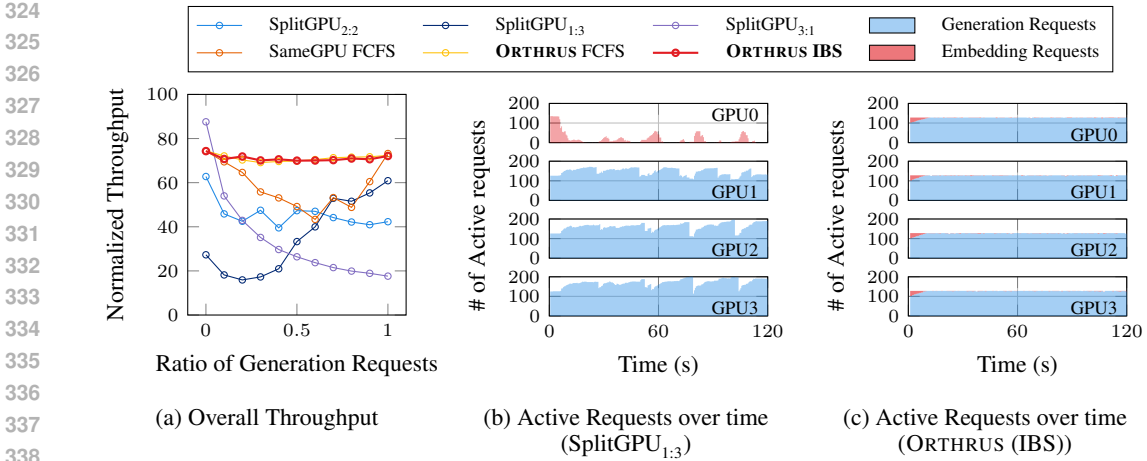 324
325
326
327
328
329
330
331
332
333
334
335
336
337
338
SplitGPU2:2 SplitGPU1:3 SplitGPU3:1 Generation Requests
SameGPU FCFS ORTHRUS FCFS ORTHRUS IBS Embedding Requests
Normalized Throughput
100
80
60
40
20
0
0 0.5 1
Ratio of Generation Requests
(a) Overall Throughput
# of Active requests
200
100
0
GPU0
200
100
GPU1
200
100
GPU2
200
100
0
GPU3
0 60 120
Time (s)
(b) Active Requests over time
(SplitGPU1:3)
# of Active requests
200
100
0
GPU0
200
100
0
GPU1
200
100
0
GPU2
200
100
0
GPU3
0 60 120
Time (s)
(c) Active Requests over time
(ORTHRUS (IBS))